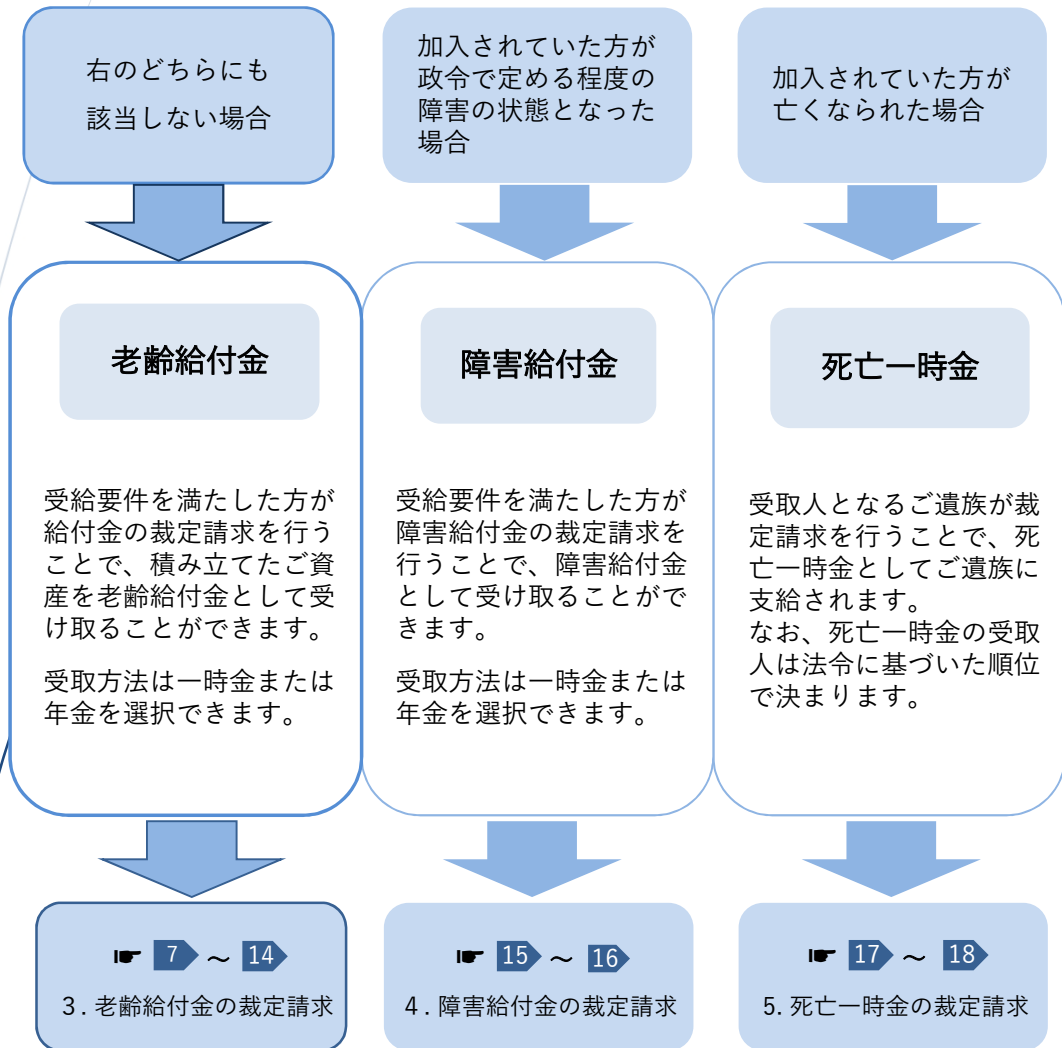 右のどちらにも
該当しない場合
加入されていた方が
政令で定める程度の
障害の状態となった
場合
加入されていた方が
亡くなられた場合
老齢給付金
受給要件を満たした方が
給付金の裁定請求を行う
ことで、積み立てたご資
産を老齢給付金として受
け取ることができます。
受取方法は一時金または
年金を選択できます。
障害給付金
受給要件を満たした方が
障害給付金の裁定請求を
行うことで、障害給付金
として受け取ることがで
きます。
受取方法は一時金または
年金を選択できます。
死亡一時金
受取人となるご遺族が裁
定請求を行うことで、死
亡一時金としてご遺族に
支給されます。
なお、死亡一時金の受取
人は法令に基づいた順位
で決まります。
☛ 7 ～ 14
3. 老齢給付金の裁定請求
☛ 15 ～ 16
4. 障害給付金の裁定請求
☛ 17 ～ 18
5. 死亡一時金の裁定請求